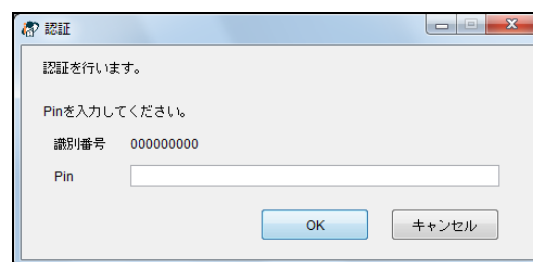 認証
認証を行います。
Pinを入力してください。
識別番号 000000000
Pin
OK キャンセル